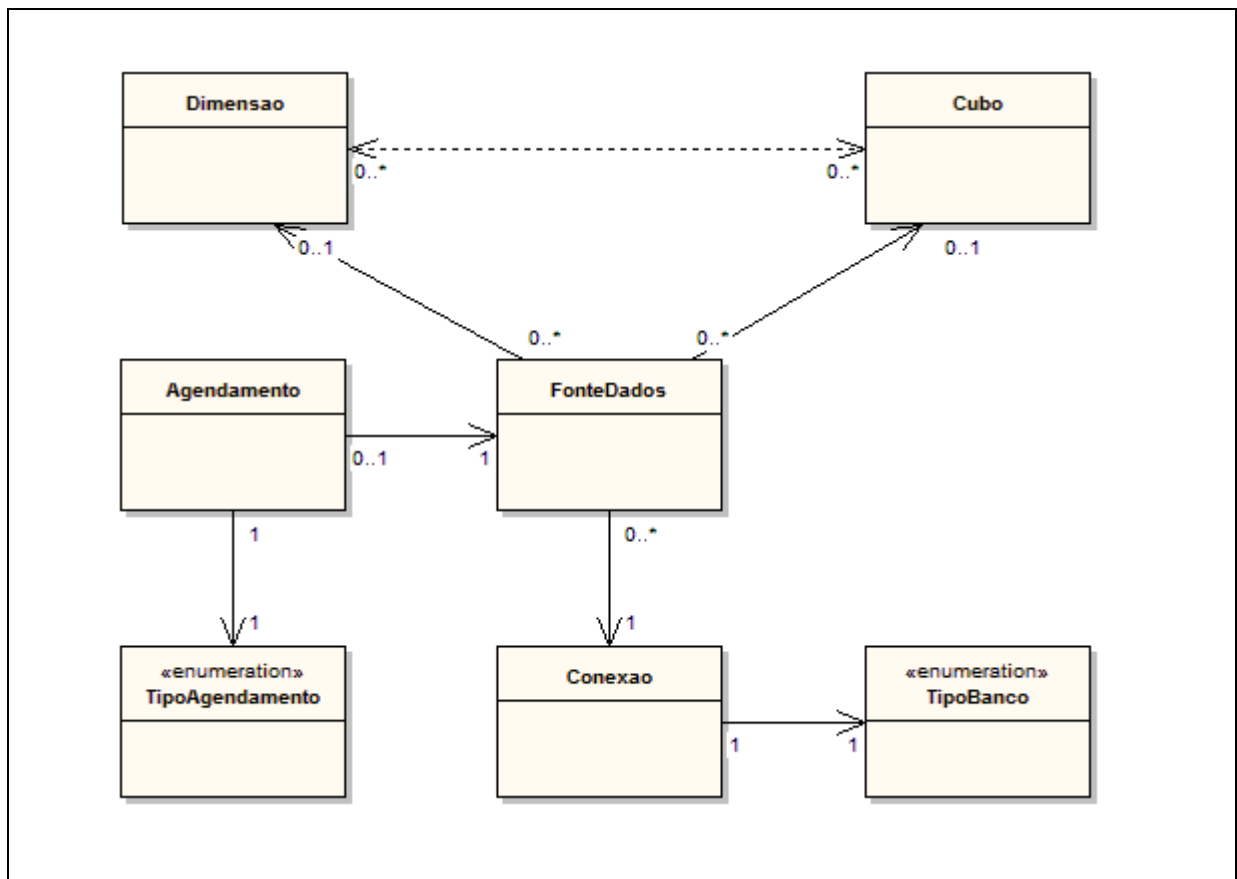 Dimensao
Cubo
0..*
0..*
0..1
0..1
0..*
0..*
Agendamento
FonteDados
0..1
1
1
0..*
1
1
«enumeration»
TipoAgendamento
Conexao
«enumeration»
TipoBanco
1
1